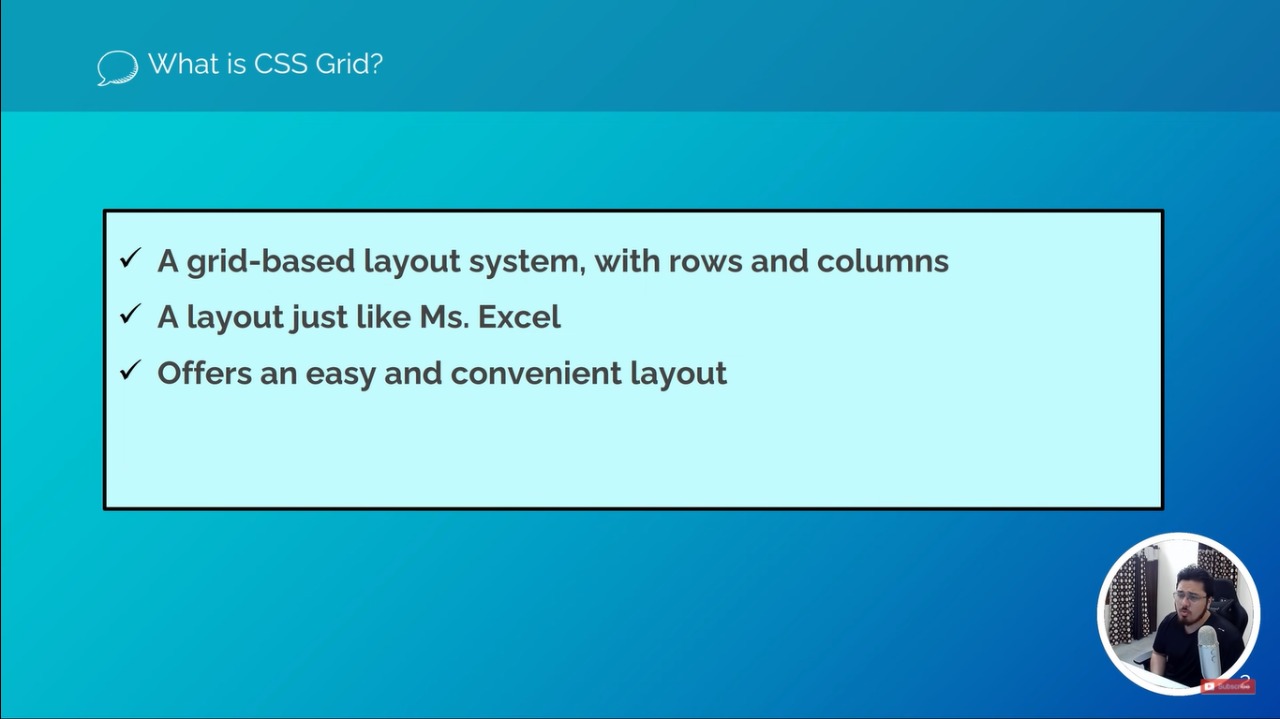 What is CSS Grid?
A grid-based layout system, with rows and columns
A layout just like Ms. Excel
Offers an easy and convenient layout
2
Subscribe